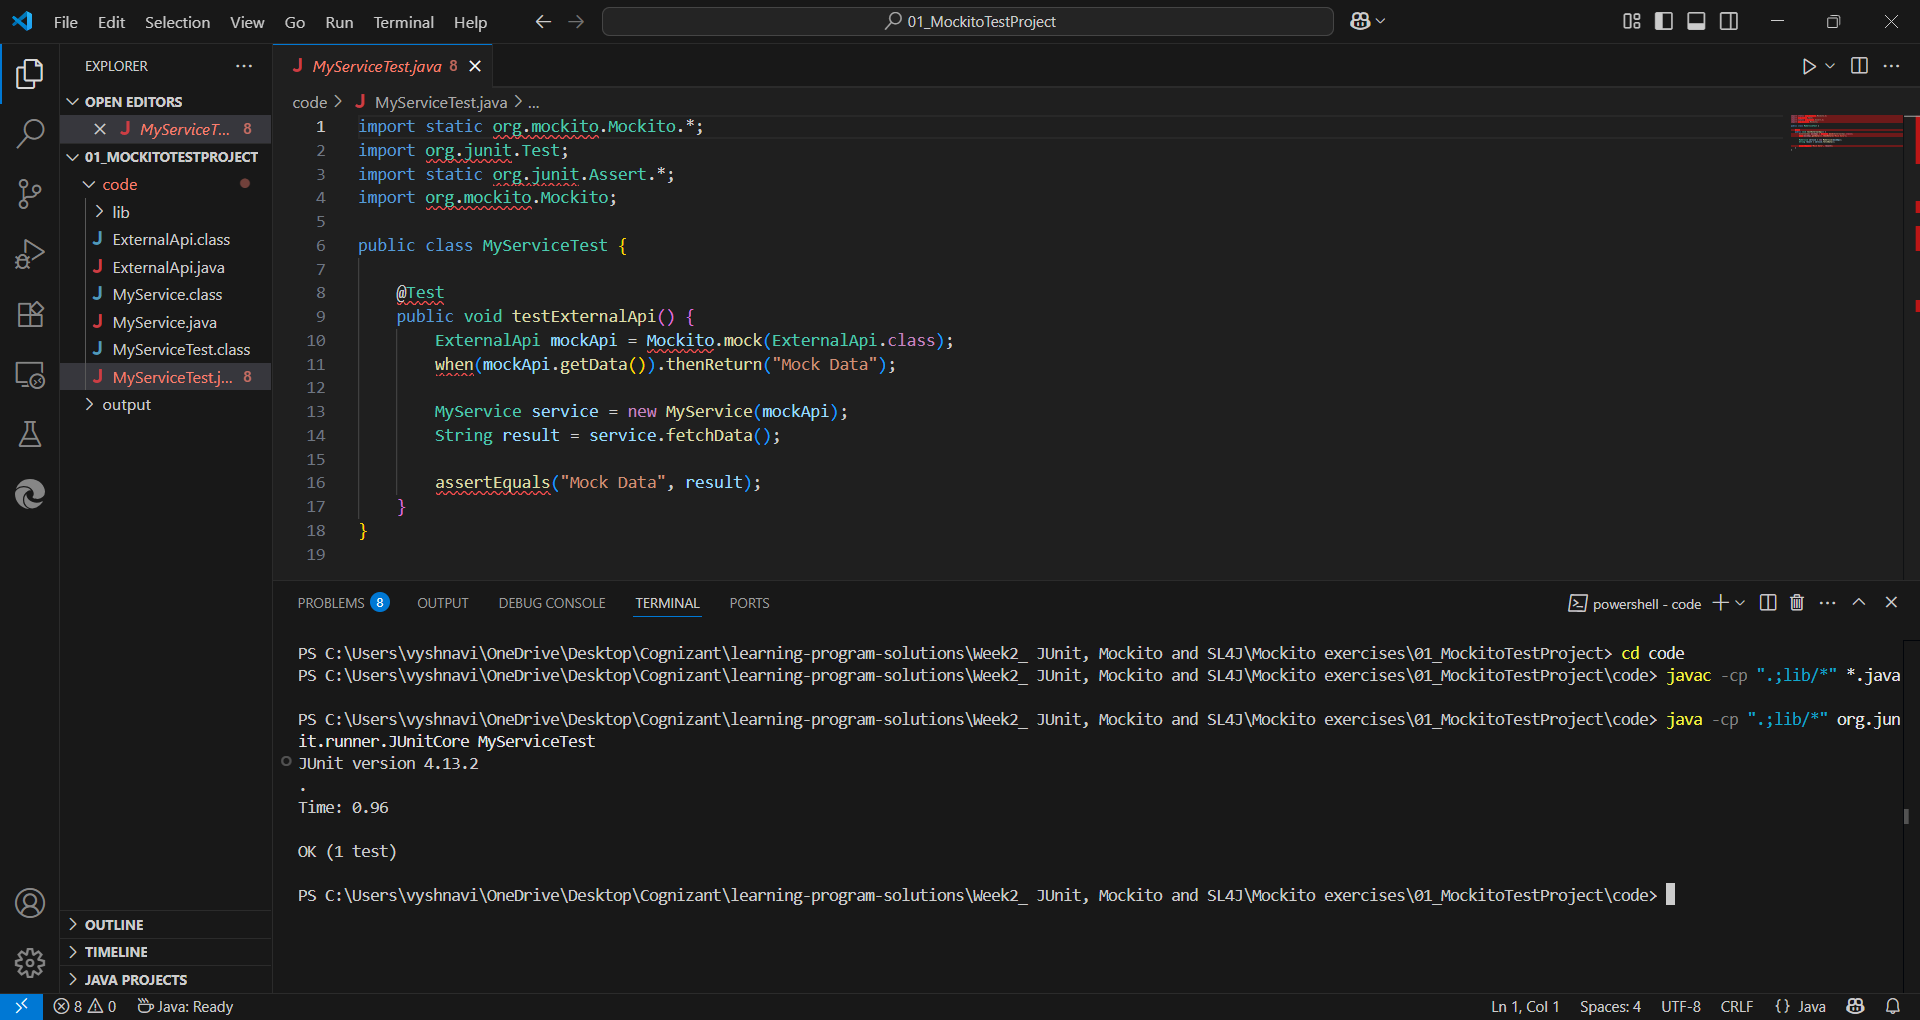 File Edit Selection View Go Run Terminal Help
01_MockitoTestProject
EXPLORER
OPEN EDITORS
MyServiceT... 8
01_MOCKITOTESTPROJECT
code
lib
ExternalApi.class
ExternalApi.java
MyService.class
MyService.java
MyServiceTest.class
MyServiceTest.j... 8
output
OUTLINE
TIMELINE
JAVA PROJECTS
MyServiceTest.java 8
code > MyServiceTest.java > ...
1 import static org.mockito.Mockito.*;
2 import org.junit.Test;
3 import static org.junit.Assert.*;
4 import org.mockito.Mockito;
5
6 public class MyServiceTest {
7
8 @Test
9 public void testExternalApi() {
10 ExternalApi mockApi = Mockito.mock(ExternalApi.class);
11 when(mockApi.getData()).thenReturn("Mock Data");
12
13 MyService service = new MyService(mockApi);
14 String result = service.fetchData();
15
16 assertEquals("Mock Data", result);
17 }
18 }
19
PROBLEMS 8 OUTPUT DEBUG CONSOLE TERMINAL PORTS
powershell - code
PS C:\Users\vyshnavi\OneDrive\Desktop\Cognizant\learning-program-solutions\Week2_ JUnit, Mockito and SL4J\Mockito exercises\01_MockitoTestProject> cd code
PS C:\Users\vyshnavi\OneDrive\Desktop\Cognizant\learning-program-solutions\Week2_ JUnit, Mockito and SL4J\Mockito exercises\01_MockitoTestProject\code> javac -cp ".;lib/*" *.java
PS C:\Users\vyshnavi\OneDrive\Desktop\Cognizant\learning-program-solutions\Week2_ JUnit, Mockito and SL4J\Mockito exercises\01_MockitoTestProject\code> java -cp ".;lib/*" org.jun
it.runner.JUnitCore MyServiceTest
JUnit version 4.13.2
.
Time: 0.96
OK (1 test)
PS C:\Users\vyshnavi\OneDrive\Desktop\Cognizant\learning-program-solutions\Week2_ JUnit, Mockito and SL4J\Mockito exercises\01_MockitoTestProject\code>
8 0 Java: Ready
Ln 1, Col 1 Spaces: 4 UTF-8 CRLF {} Java